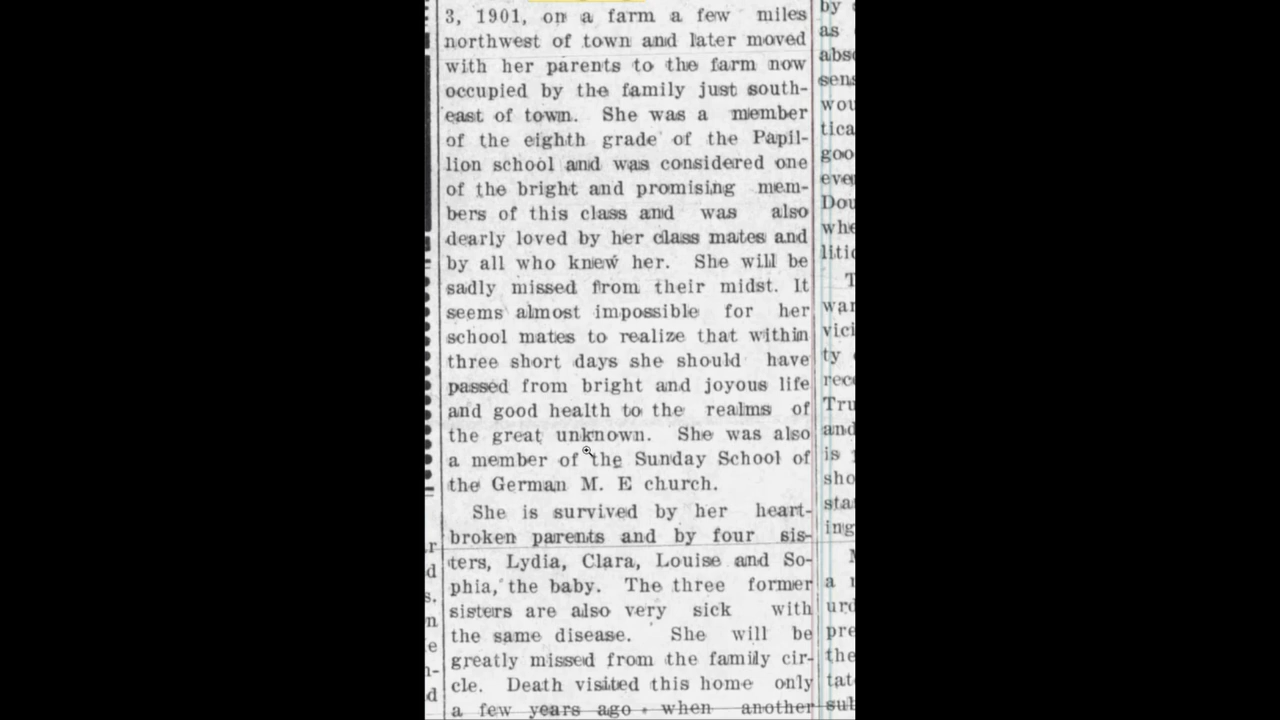 3, 1901, on a farm a few miles
northwest of town and later moved
with her parents to the farm now
occupied by the family just south-
east of town. She was a member
of the eighth grade of the Papil-
lion school and was considered one
of the bright and promising mem-
bers of this class and was also
dearly loved by her class mates and
by all who knew her. She will be
sadly missed from their midst. It
seems almost impossible for her
school mates to realize that within
three short days she should have
passed from bright and joyous life
and good health to the realms of
the great unknown. She was also
a member of the Sunday School of
the German M. E church.
She is survived by her heart-
broken parents and by four sis-
ters, Lydia, Clara, Louise and So-
phia, the baby. The three former
sisters are also very sick with
the same disease. She will be
greatly missed from the family cir-
cle. Death visited this home only
a few years ago when another